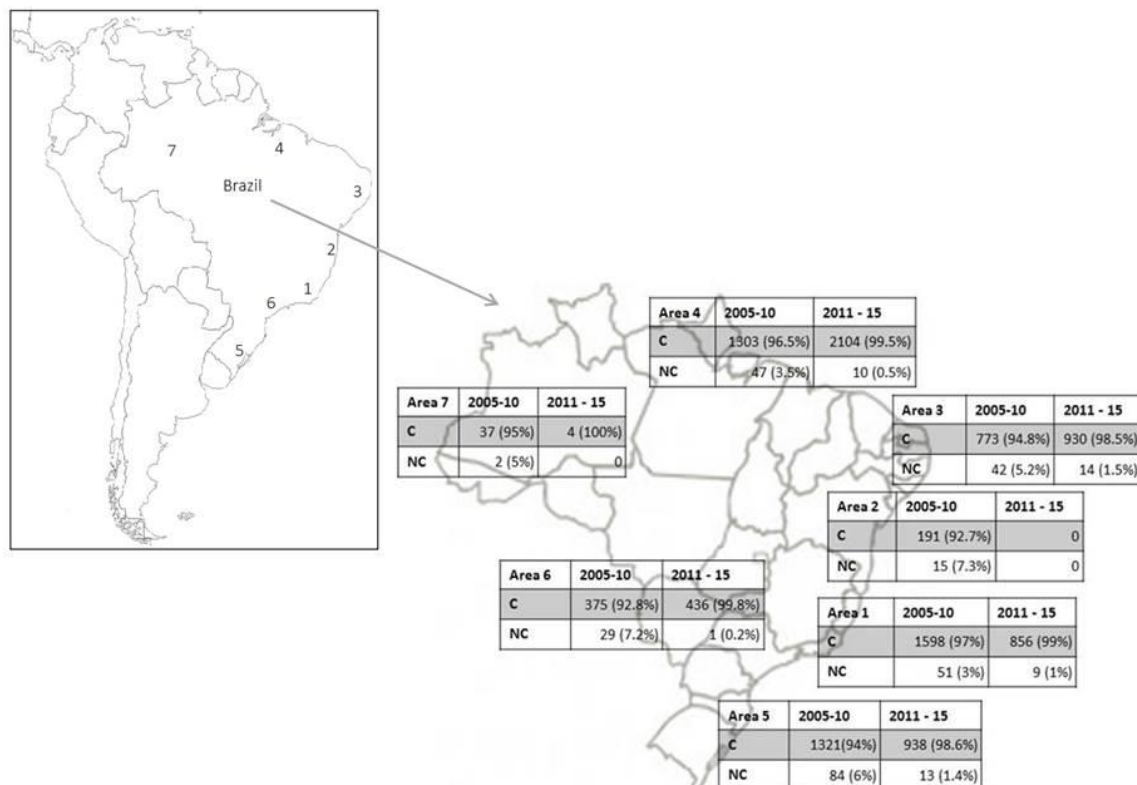 7
4
Brazil
3
2
1
6
5
Area 4 2005-10 2011 - 15
C 1303 (96.5%) 2104 (99.5%)
NC 47 (3.5%) 10 (0.5%)
Area 7 2005-10 2011 - 15
C 37 (95%) 4 (100%)
NC 2 (5%) 0
Area 3 2005-10 2011 - 15
C 773 (94.8%) 930 (98.5%)
NC 42 (5.2%) 14 (1.5%)
Area 2 2005-10 2011 - 15
C 191 (92.7%) 0
NC 15 (7.3%) 0
Area 6 2005-10 2011 - 15
C 375 (92.8%) 436 (99.8%)
NC 29 (7.2%) 1 (0.2%)
Area 1 2005-10 2011 - 15
C 1598 (97%) 856 (99%)
NC 51 (3%) 9 (1%)
Area 5 2005-10 2011 - 15
C 1321(94%) 938 (98.6%)
NC 84 (6%) 13 (1.4%)